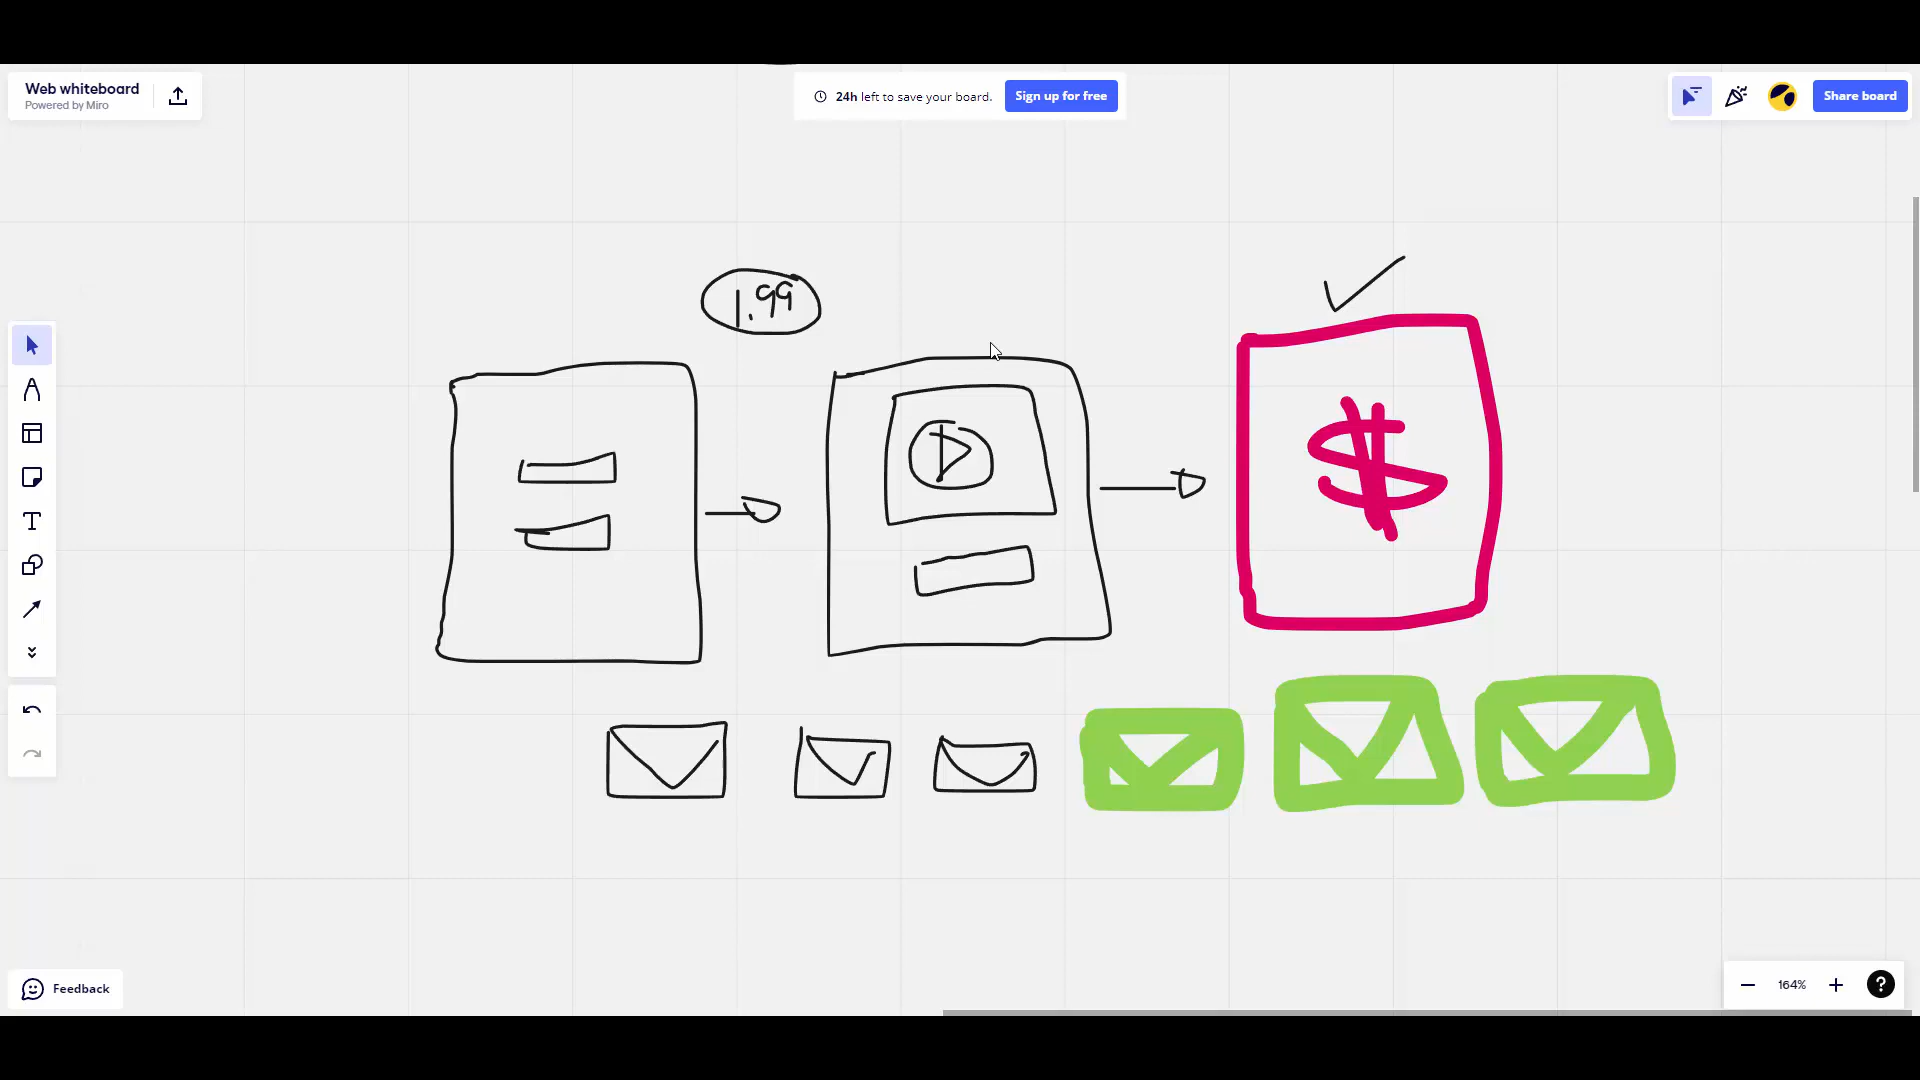 Web whiteboard
Powered by Miro
24h left to save your board.
Sign up for free
Share board
1.99
$
T
Feedback
164%
?